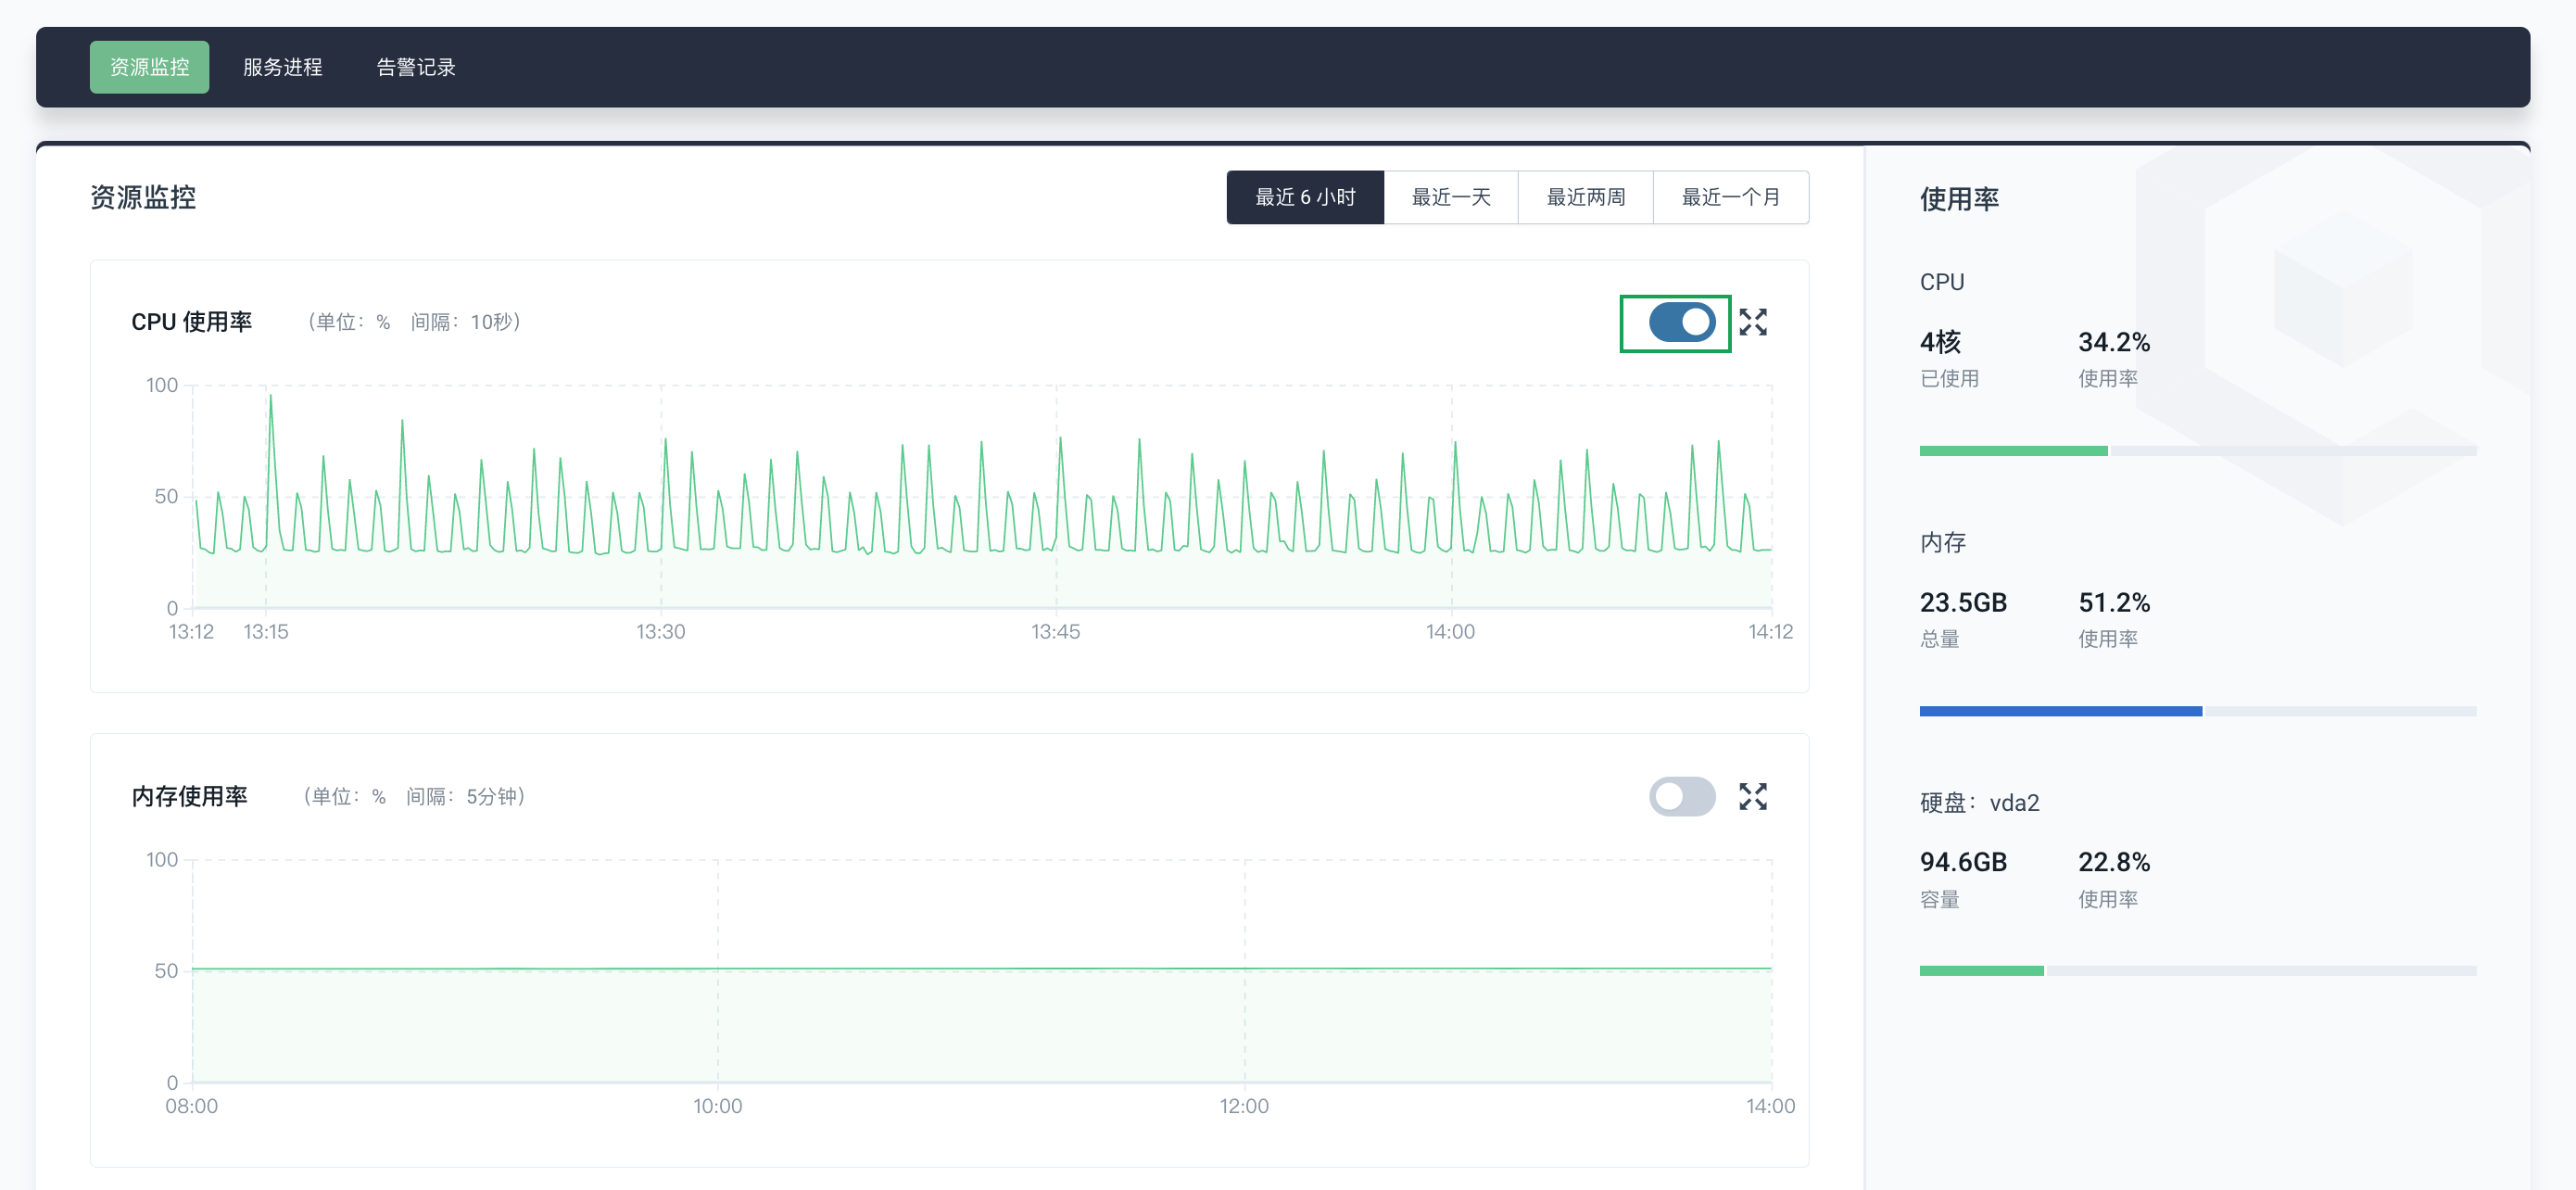 资源监控 服务进程 告警记录
资源监控
最近 6 小时 最近一天 最近两周 最近一个月
CPU 使用率 (单位: % 间隔: 10秒)
100
50
0
13:12 13:15 13:30 13:45 14:00 14:12
内存使用率 (单位: % 间隔: 5分钟)
100
50
0
08:00 10:00 12:00 14:00
使用率
CPU
4核 34.2%
已使用 使用率
内存
23.5GB 51.2%
总量 使用率
硬盘: vda2
94.6GB 22.8%
容量 使用率